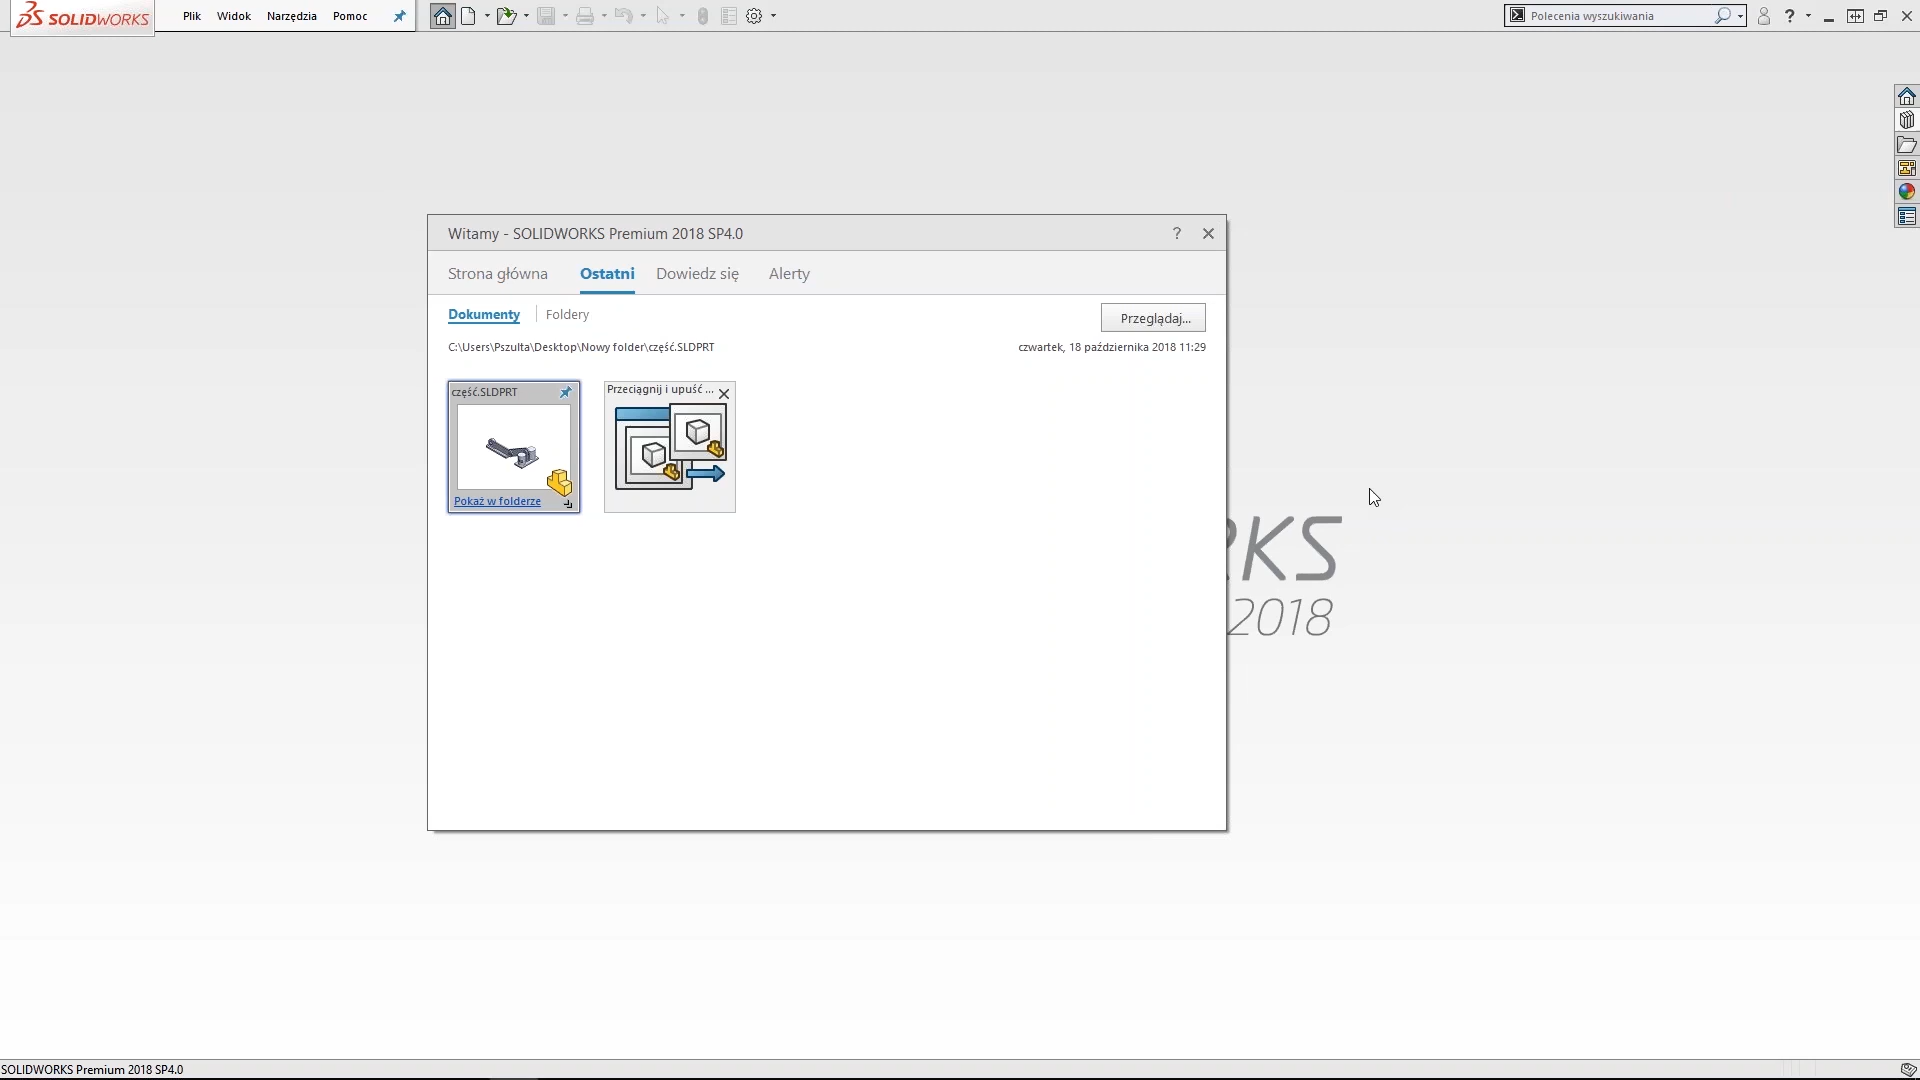 SOLIDWORKS
Plik Widok Narzędzia Pomoc
Polecenia wyszukiwania
Witamy - SOLIDWORKS Premium 2018 SP4.0
Strona główna Ostatni Dowiedz się Alerty
Dokumenty Foldery Przeglądaj...
C:\Users\Pszulta\Desktop\Nowy folder\część.SLDPRT czwartek, 18 października 2018 11:29
część.SLDPRT
Przeciągnij i upuść ...
Pokaż w folderze
RKS
2018
SOLIDWORKS Premium 2018 SP4.0